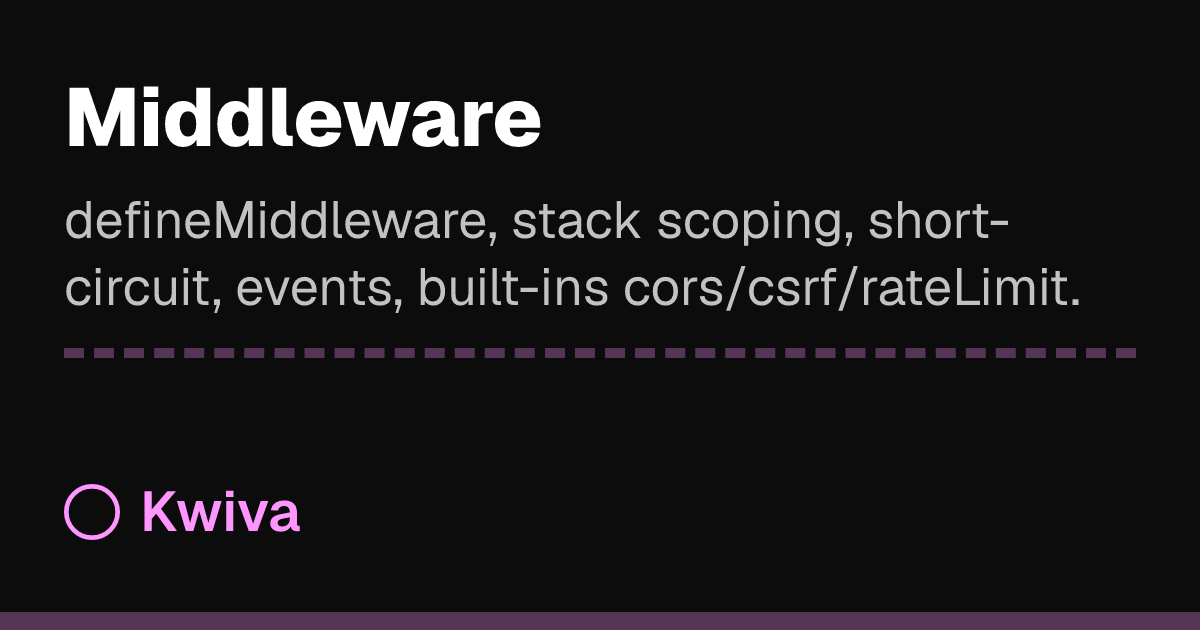 Middleware
defineMiddleware, stack scoping, short-
circuit, events, built-ins cors/csrf/rateLimit.
Kwiva